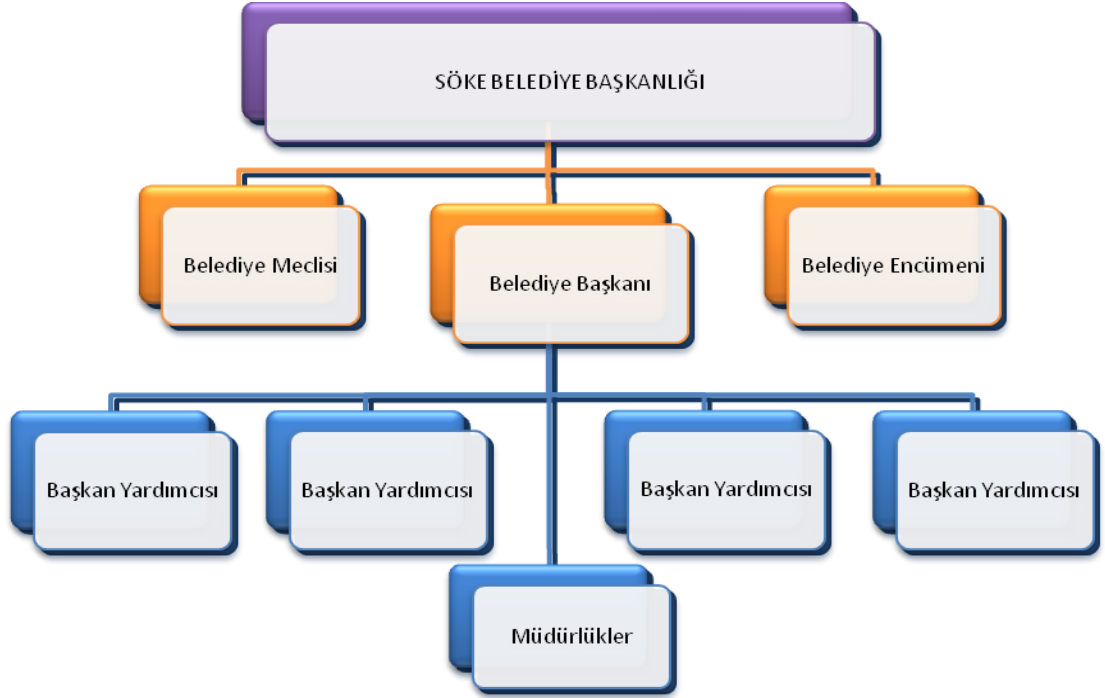 SÖKE BELEDİYE BAŞKANLIĞI
Belediye Meclisi
Belediye Başkanı
Belediye Encümeni
Başkan Yardımcısı
Başkan Yardımcısı
Başkan Yardımcısı
Başkan Yardımcısı
Müdürlükler